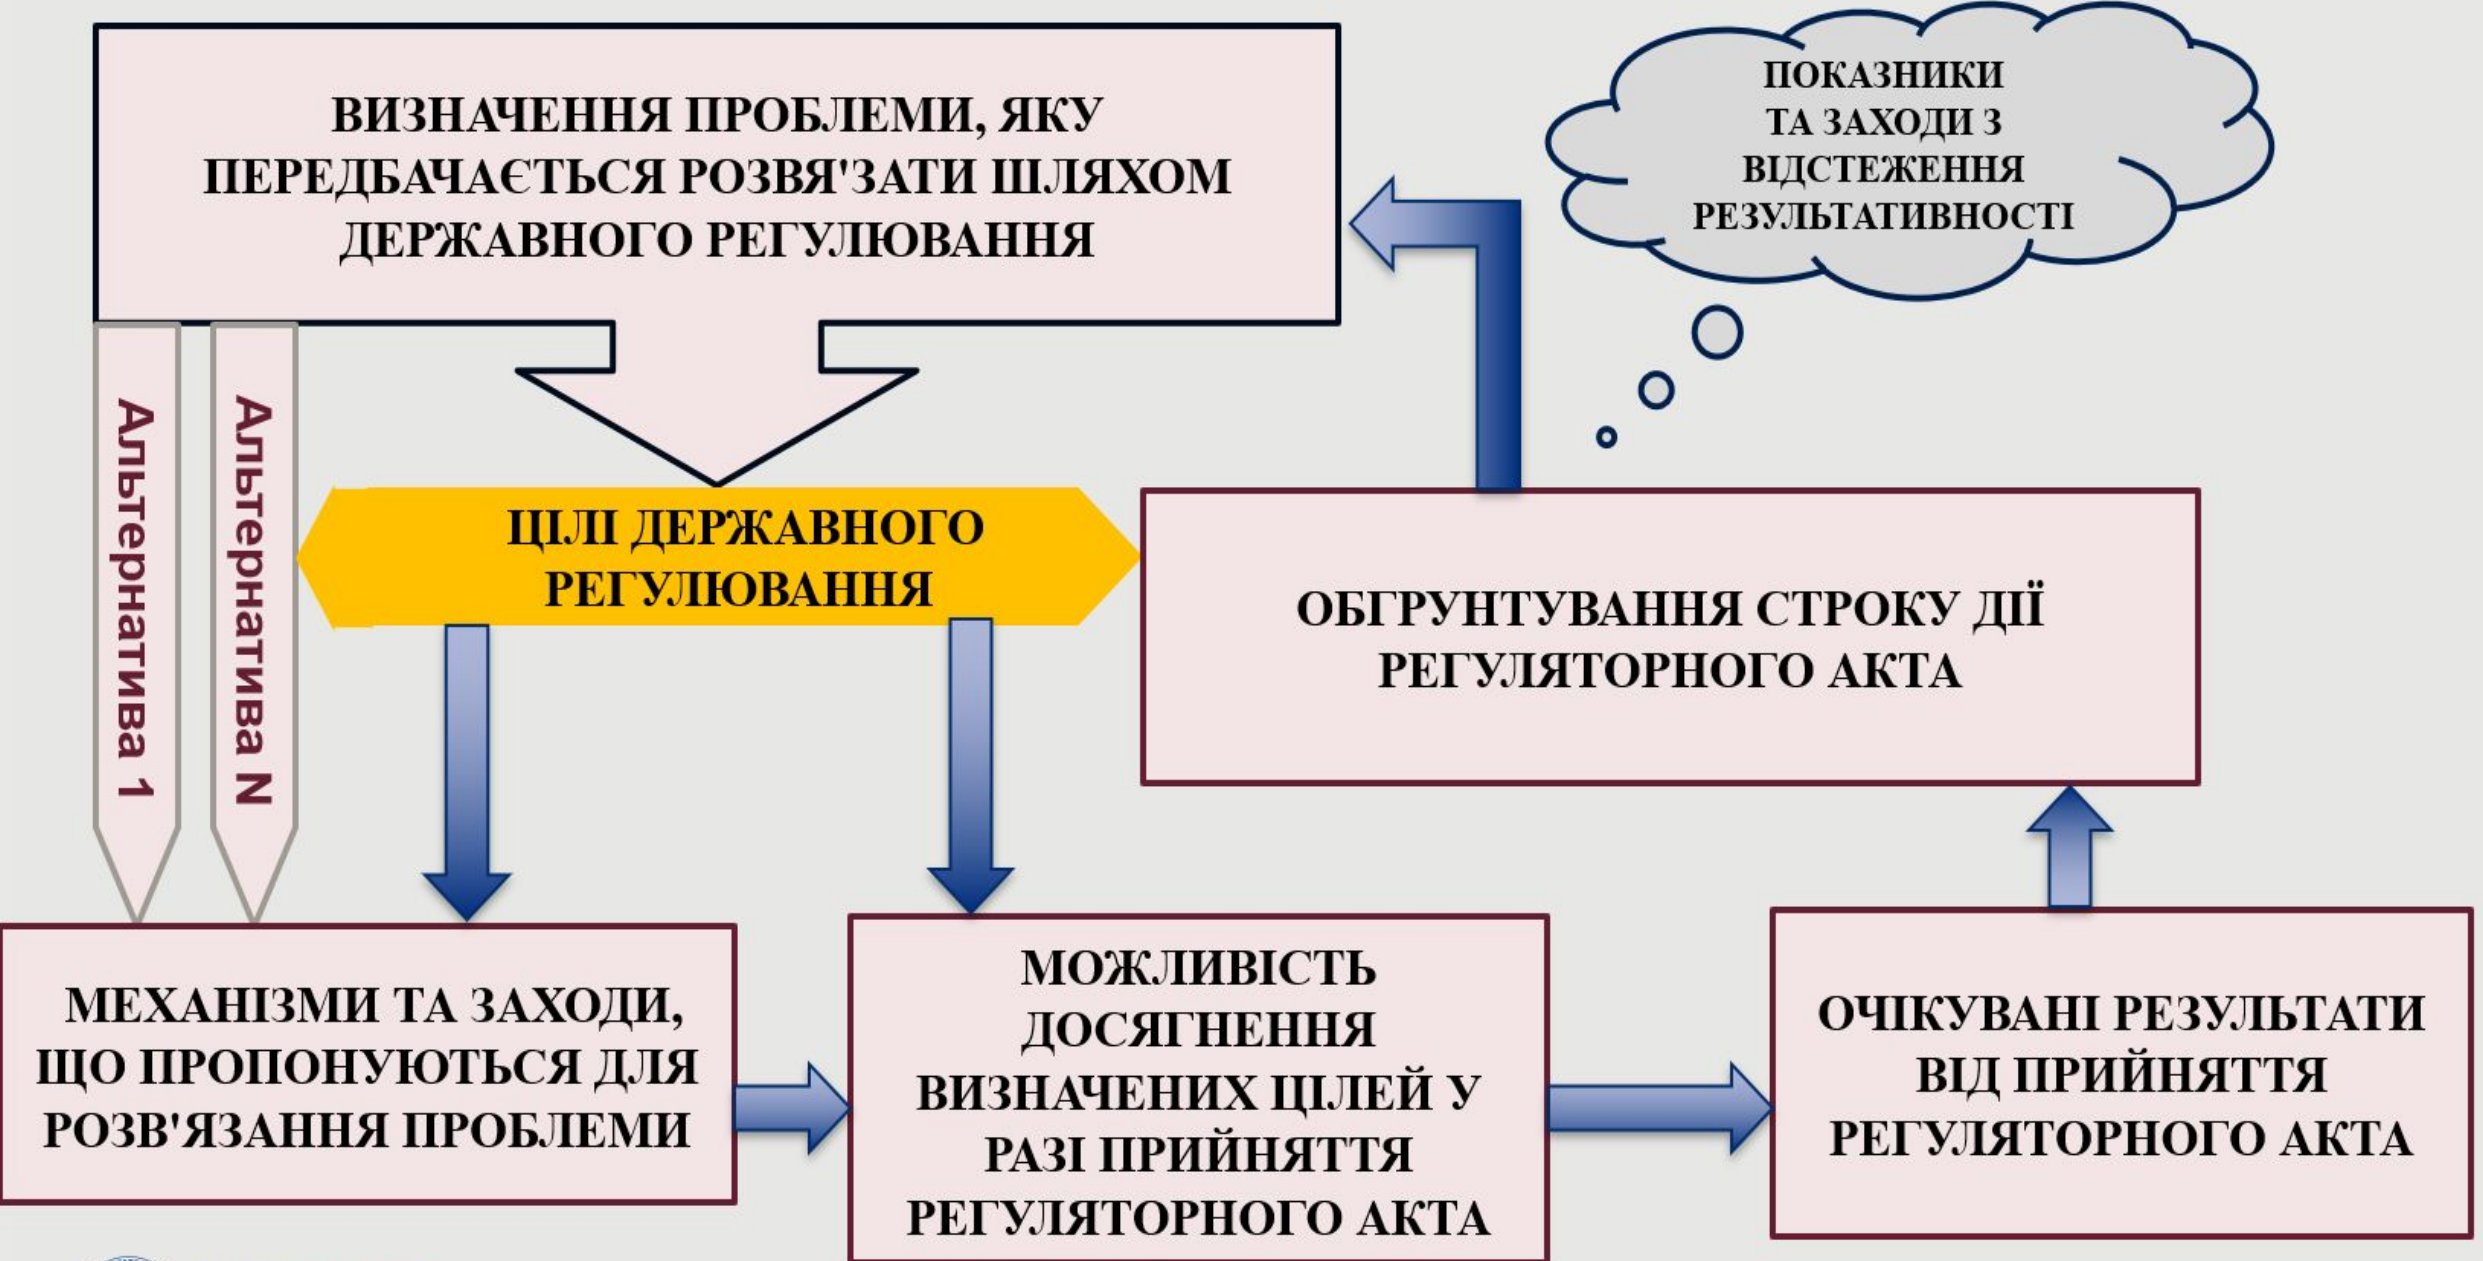 ВИЗНАЧЕННЯ ПРОБЛЕМИ, ЯКУ
ПЕРЕДБАЧАЄТЬСЯ РОЗВЯ'ЗАТИ ШЛЯХОМ
ДЕРЖАВНОГО РЕГУЛЮВАННЯ
ПОКАЗНИКИ
ТА ЗАХОДИ З
ВІДСТЕЖЕННЯ
РЕЗУЛЬТАТИВНОСТІ
Альтернатива 1
Альтернатива N
ЦІЛІ ДЕРЖАВНОГО
РЕГУЛЮВАННЯ
ОБГРУНТУВАННЯ СТРОКУ ДІЇ
РЕГУЛЯТОРНОГО АКТА
МЕХАНІЗМИ ТА ЗАХОДИ,
ЩО ПРОПОНУЮТЬСЯ ДЛЯ
РОЗВ'ЯЗАННЯ ПРОБЛЕМИ
МОЖЛИВІСТЬ
ДОСЯГНЕННЯ
ВИЗНАЧЕНИХ ЦІЛЕЙ У
РАЗІ ПРИЙНЯТТЯ
РЕГУЛЯТОРНОГО АКТА
ОЧІКУВАНІ РЕЗУЛЬТАТИ
ВІД ПРИЙНЯТТЯ
РЕГУЛЯТОРНОГО АКТА